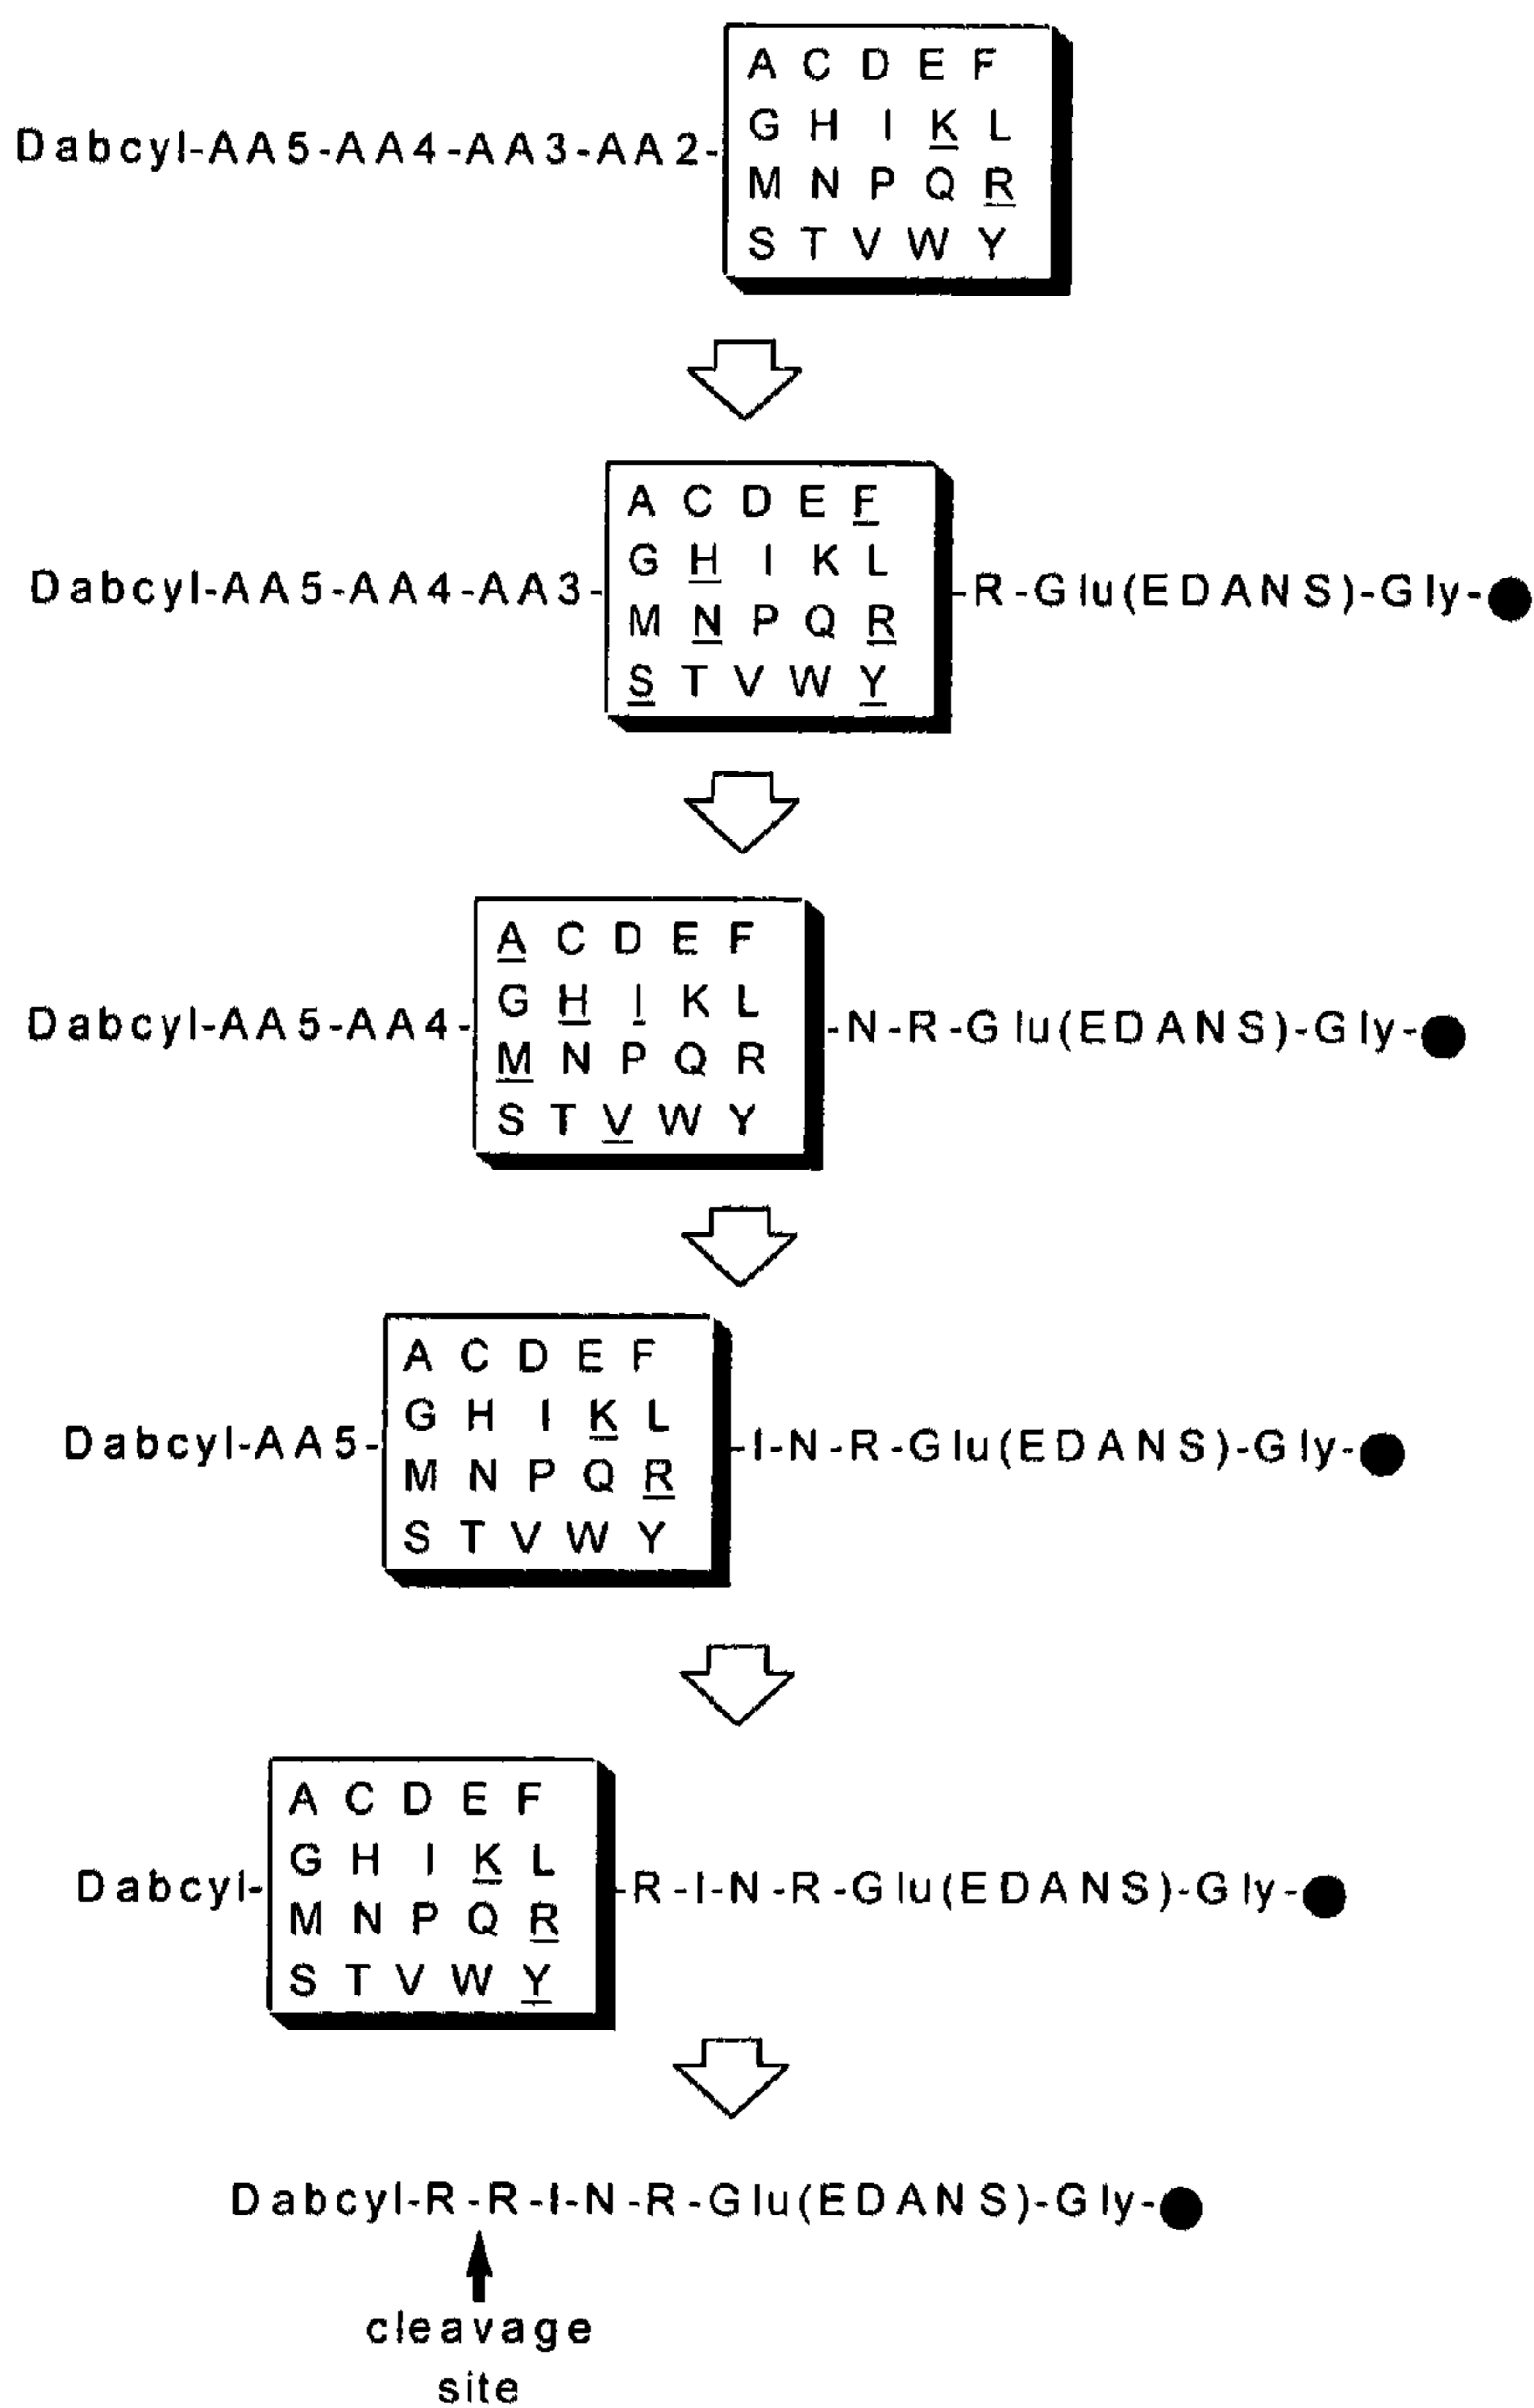 A C D E F
G H I K L
Dabcyl-AA5-AA4-AA3-AA2-
M N P Q R
S T V W Y
A C D E F
G H I K L
Dabcyl-AA5-AA4-AA3-
-R-Glu(EDANS)-Gly-
M N P Q R
S T V W Y
A C D E F
G H I K L
Dabcyl-AA5-AA4-
-N-R-Glu(EDANS)-Gly-
M N P Q R
S T V W Y
A C D E F
G H I K L
Dabcyl-AA5-
-I-N-R-Glu(EDANS)-Gly-
M N P Q R
S T V W Y
A C D E F
G H I K L
Dabcyl-
-R-I-N-R-Glu(EDANS)-Gly-
M N P Q R
S T V W Y
Dabcyl-R-R-I-N-R-Glu(EDANS)-Gly-
cleavage
site